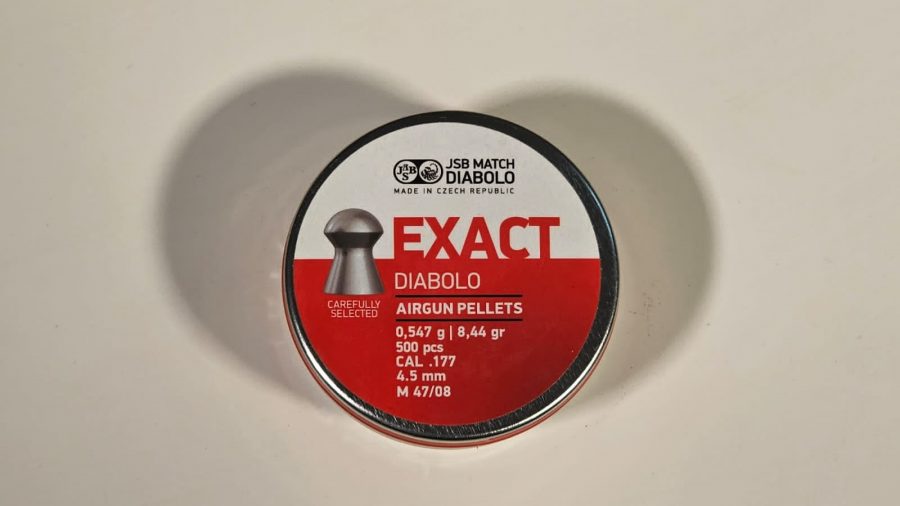 JSB
JSB MATCH
DIABOLO
MADE IN CZECH REPUBLIC
EXACT
DIABOLO
CAREFULLY
SELECTED
AIRGUN PELLETS
0,547 g | 8,44 gr
500 pcs
CAL .177
4.5 mm
M 47/08